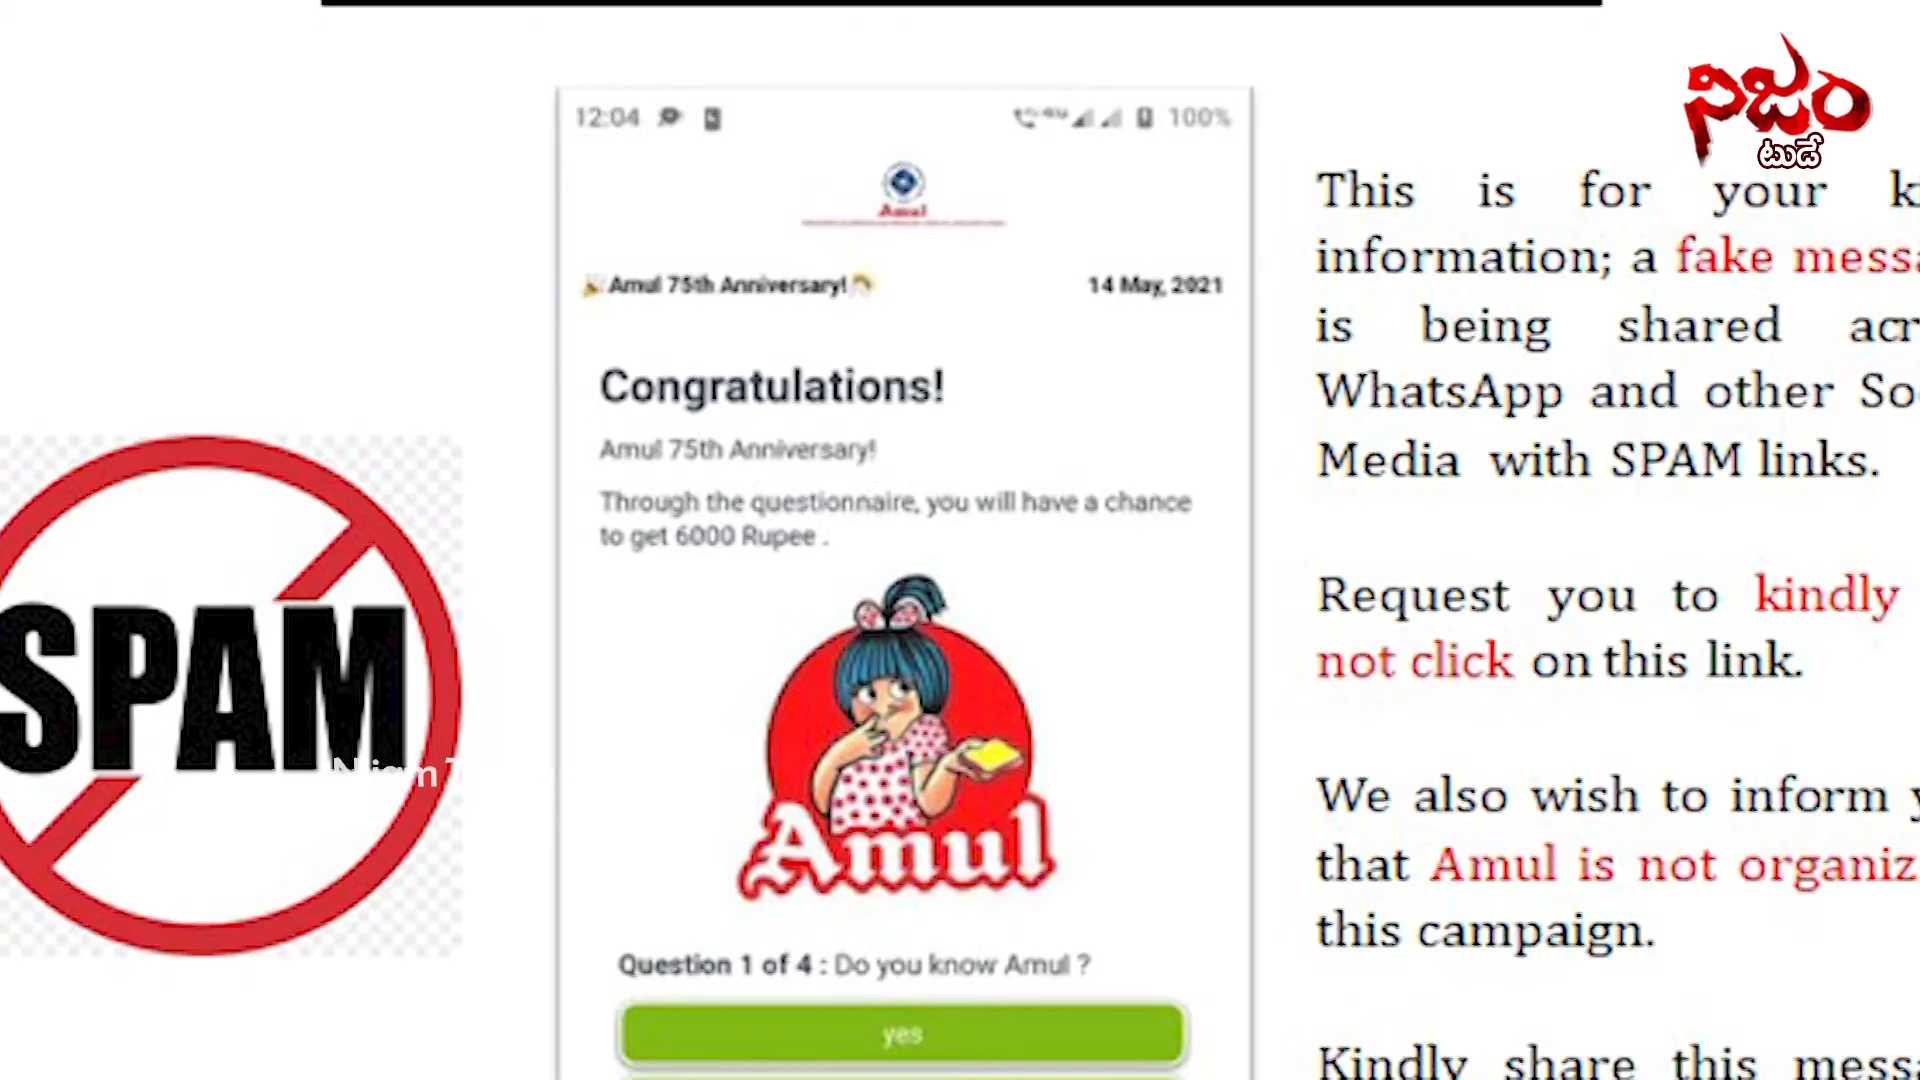 నిజం
టుడే
12:04 100%
Amul
Amul 75th Anniversary! 14 May, 2021
Congratulations!
Amul 75th Anniversary!
Through the questionnaire, you will have a chance
to get 6000 Rupee .
Amul
Question 1 of 4 : Do you know Amul ?
yes
SPAM
This is for your
information; a fake
is being shared
WhatsApp and other
Media with SPAM links.
Request you to kindly
not click on this link.
We also wish to inform
that Amul is not
this campaign.
Kindly share this